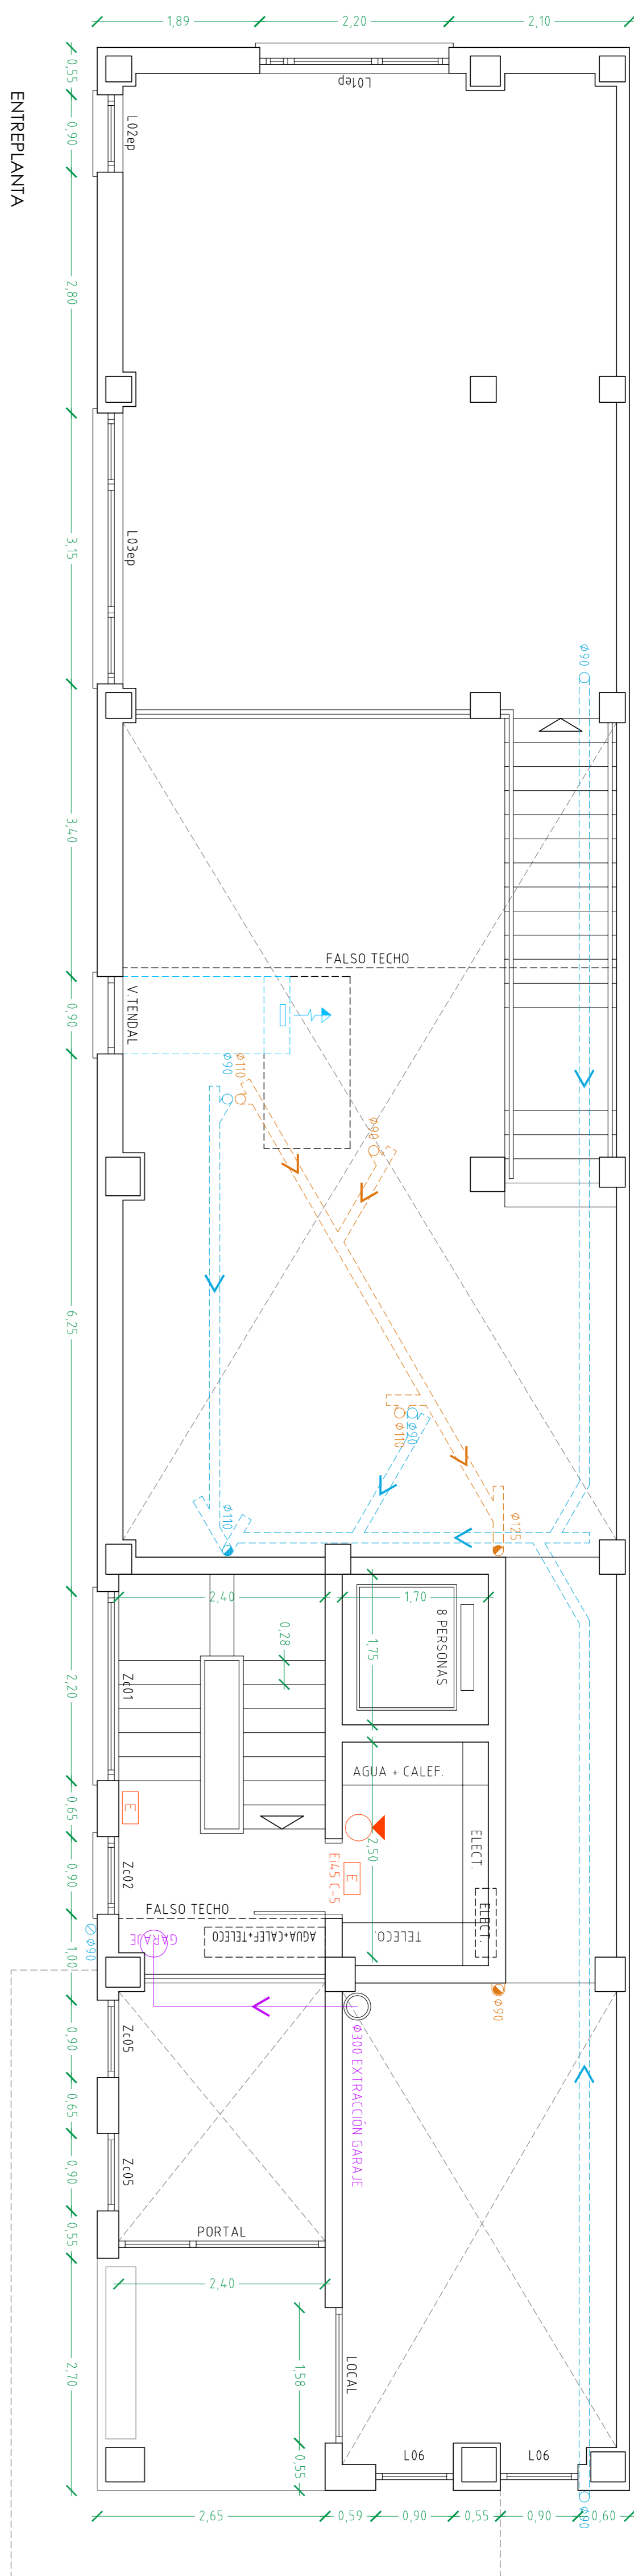 ENTREPLANTA
1,89
2,20
2,10
0,55
0,90
2,80
3,15
3,40
0,90
6,25
2,20
0,65
0,90
1,00
0,90
0,65
0,90
0,55
2,70
L01ep
L02ep
L03ep
Ø90
FALSO TECHO
V.TENDAL
Ø110
Ø90
Ø90
Ø90
Ø110
Ø110
Ø125
2,40
1,70
0,28
1,75
8 PERSONAS
Zc01
AGUA + CALEF.
E
2,50
ELECT.
Zc02
Ei45 C-5
E
FALSO TECHO
AGUA+CALEF+TELECO
TELECO.
ELECT.
GARAJE
Ø90
Ø90
Zc05
Ø300 EXTRACCIÓN GARAJE
Zc05
PORTAL
2,40
1,58
LOCAL
0,55
L06
L06
Ø90
2,65
0,59
0,90
0,55
0,90
0,60